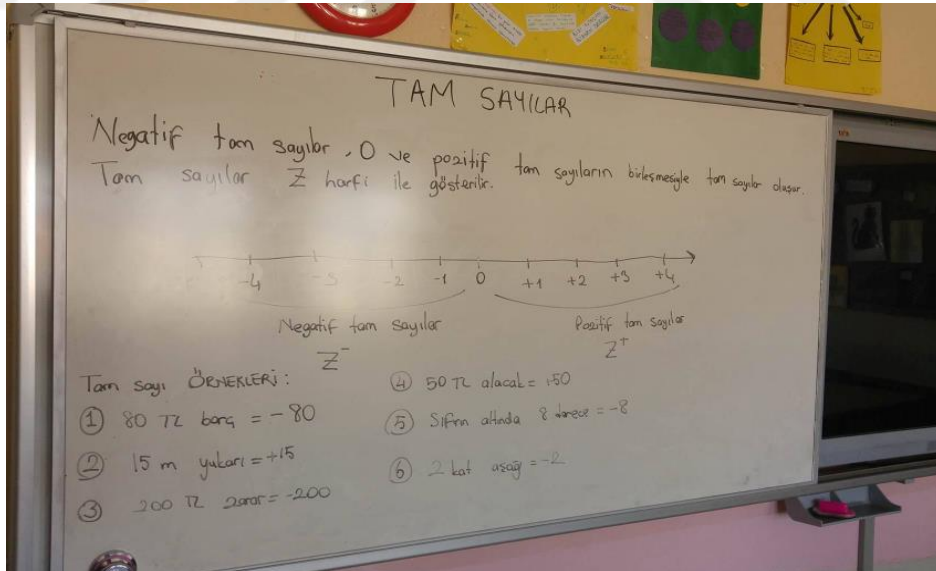 TAM SAYILAR
Negatif tam sayılar, 0 ve pozitif tam sayıların birleşmesiyle tam sayılar oluşur.
Tam sayılar Z harfi ile gösterilir.
-4 -3 -2 -1 0 +1 +2 +3 +4
Negatif tam sayılar
Z⁻
Pozitif tam sayılar
Z⁺
Tam sayı ÖRNEKLERİ:
① 80 TL borç = -80
② 15 m yukarı = +15
③ 200 TL zarar = -200
④ 50 TL alacak = +50
⑤ Sıfırın altında 8 derece = -8
⑥ 2 kat aşağı = -2